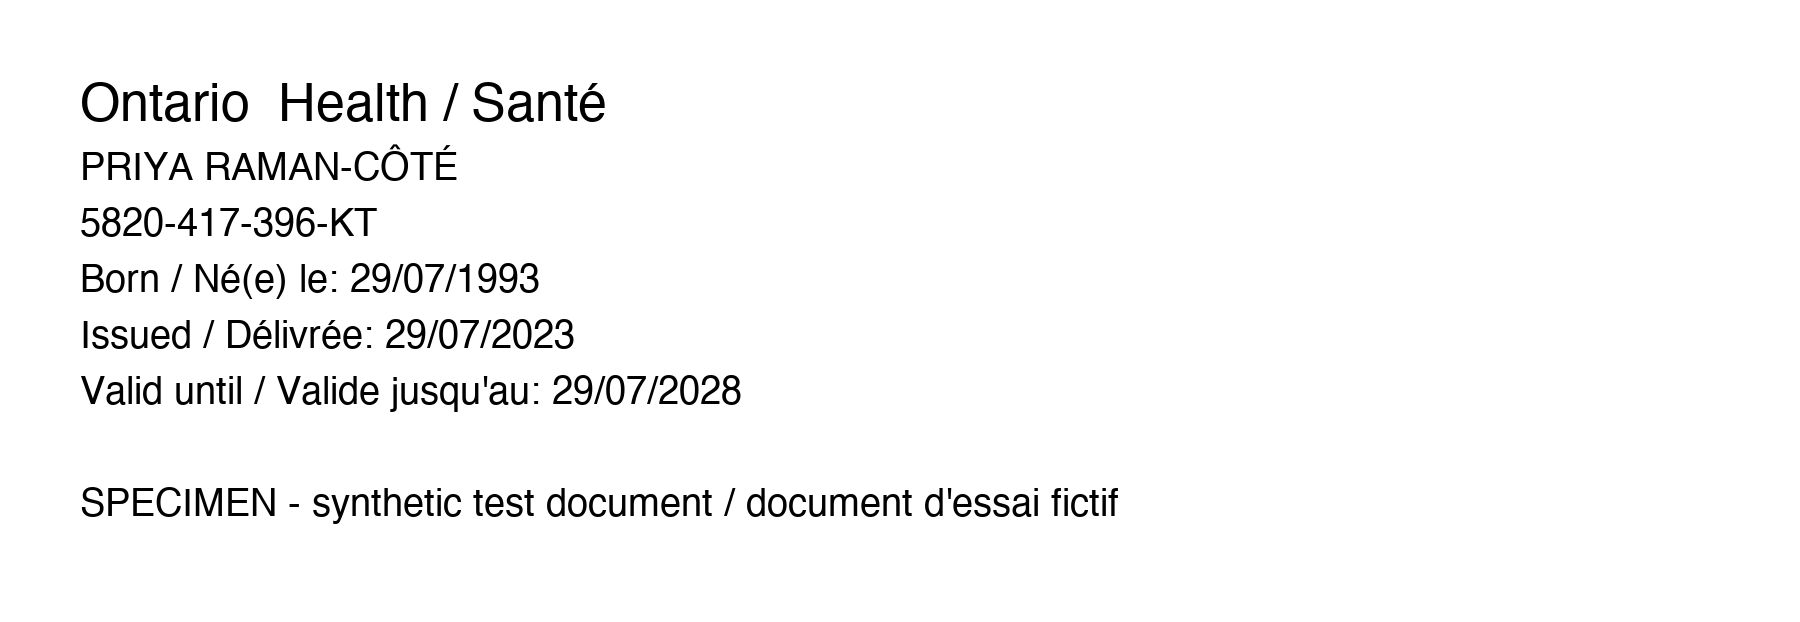 Ontario  Health / Santé
PRIYA RAMAN-CÔTÉ
5820-417-396-KT
Born / Né(e) le: 29/07/1993
Issued / Délivrée: 29/07/2023
Valid until / Valide jusqu'au: 29/07/2028
SPECIMEN - synthetic test document / document d'essai fictif